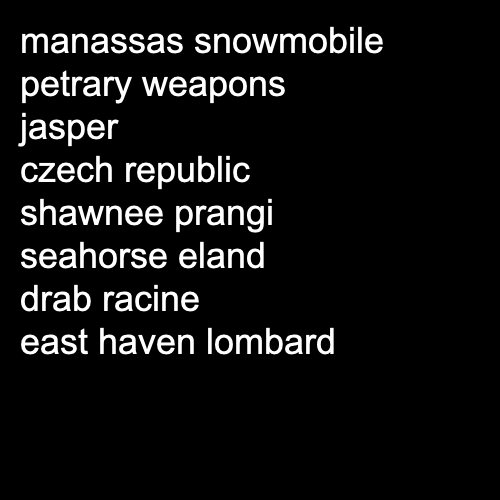 manassas snowmobile
petrary weapons
jasper
czech republic
shawnee prangi
seahorse eland
drab racine
east haven lombard